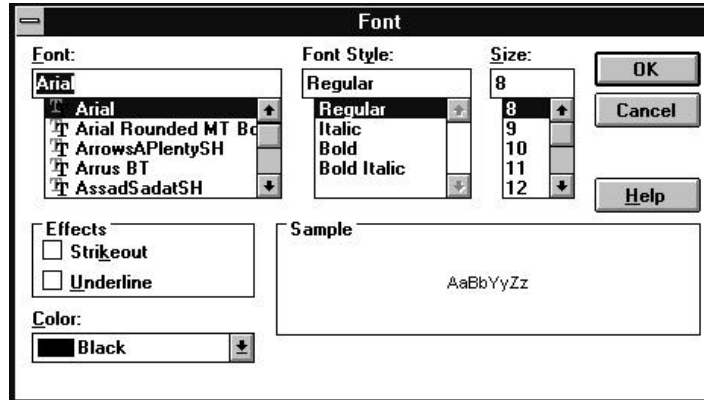 Font
Font:
Arial
Arial
Arial Rounded MT Bo
ArrowsAPlentySH
Arrus BT
AssadSadatSH
Font Style:
Regular
Regular
Italic
Bold
Bold Italic
Size:
8
8
9
10
11
12
OK
Cancel
Help
Effects
Strikeout
Underline
Color:
Black
Sample
AaBbYyZz